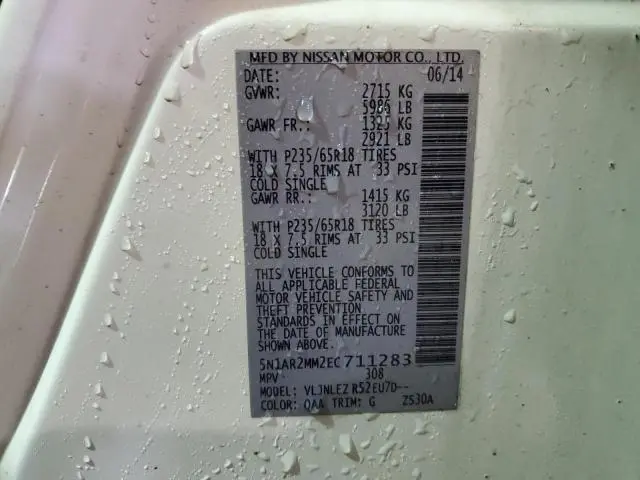 MFD BY NISSAN MOTOR CO., LTD.
DATE: 06/14
GVWR: 2715 KG
5986 LB
GAWR FR.: 1325 KG
2921 LB
WITH P235/65R18 TIRES
18 X 7.5 RIMS AT 33 PSI
COLD SINGLE
GAWR RR.: 1415 KG
3120 LB
WITH P235/65R18 TIRES
18 X 7.5 RIMS AT 33 PSI
COLD SINGLE
THIS VEHICLE CONFORMS TO
ALL APPLICABLE FEDERAL
MOTOR VEHICLE SAFETY AND
THEFT PREVENTION
STANDARDS IN EFFECT ON
THE DATE OF MANUFACTURE
SHOWN ABOVE.
5N1AR2MM2EC711283
MPV 308
MODEL: VLJNLEZ R52EU7D--
COLOR: QAA TRIM: G ZS30A